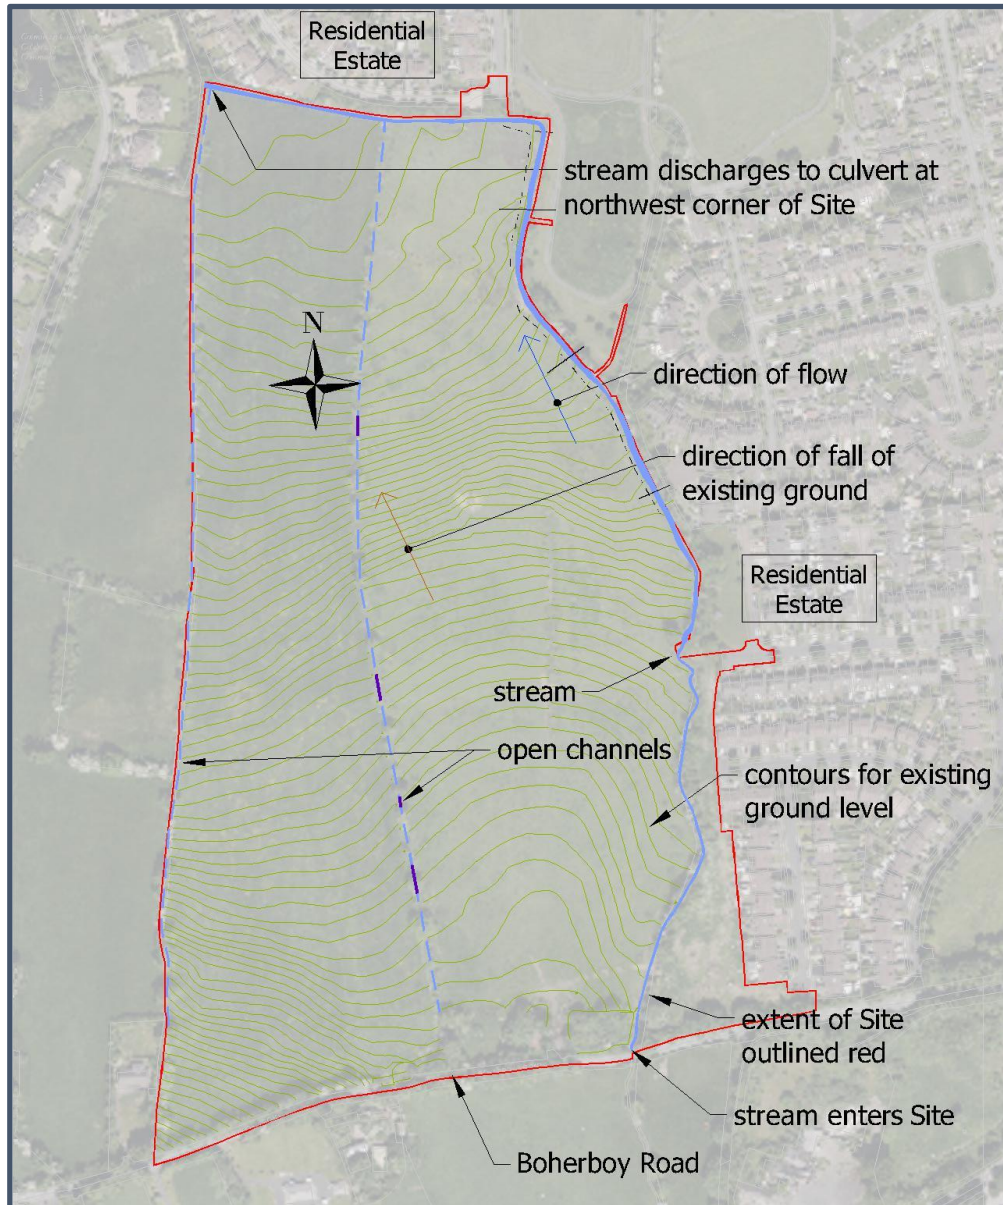 Residential
Estate
stream discharges to culvert at
northwest corner of Site
N
direction of flow
direction of fall of
existing ground
Residential
Estate
stream
open channels
contours for existing
ground level
extent of Site
outlined red
stream enters Site
Boherboy Road